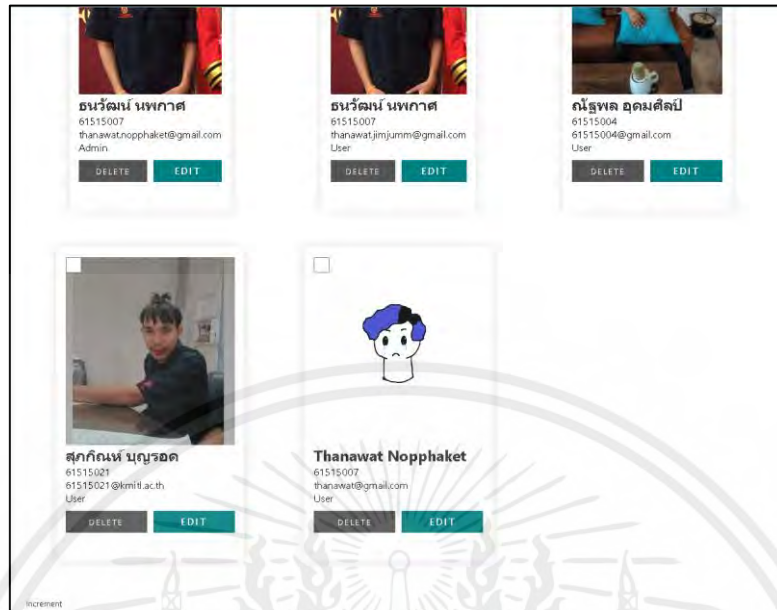 ธนวัฒน์ นพกาศ
61515007
thanawat.nopphaket@gmail.com
Admin
DELETE EDIT
ธนวัฒน์ นพกาศ
61515007
thanawat.jimjumm@gmail.com
User
DELETE EDIT
ณัฐพล อุดมศิลป์
61515004
61515004@gmail.com
User
DELETE EDIT
สุภกิณห์ บุญรอด
61515021
61515021@kmitl.ac.th
User
DELETE EDIT
Thanawat Nopphaket
61515007
thanawat@gmail.com
User
DELETE EDIT
Increment